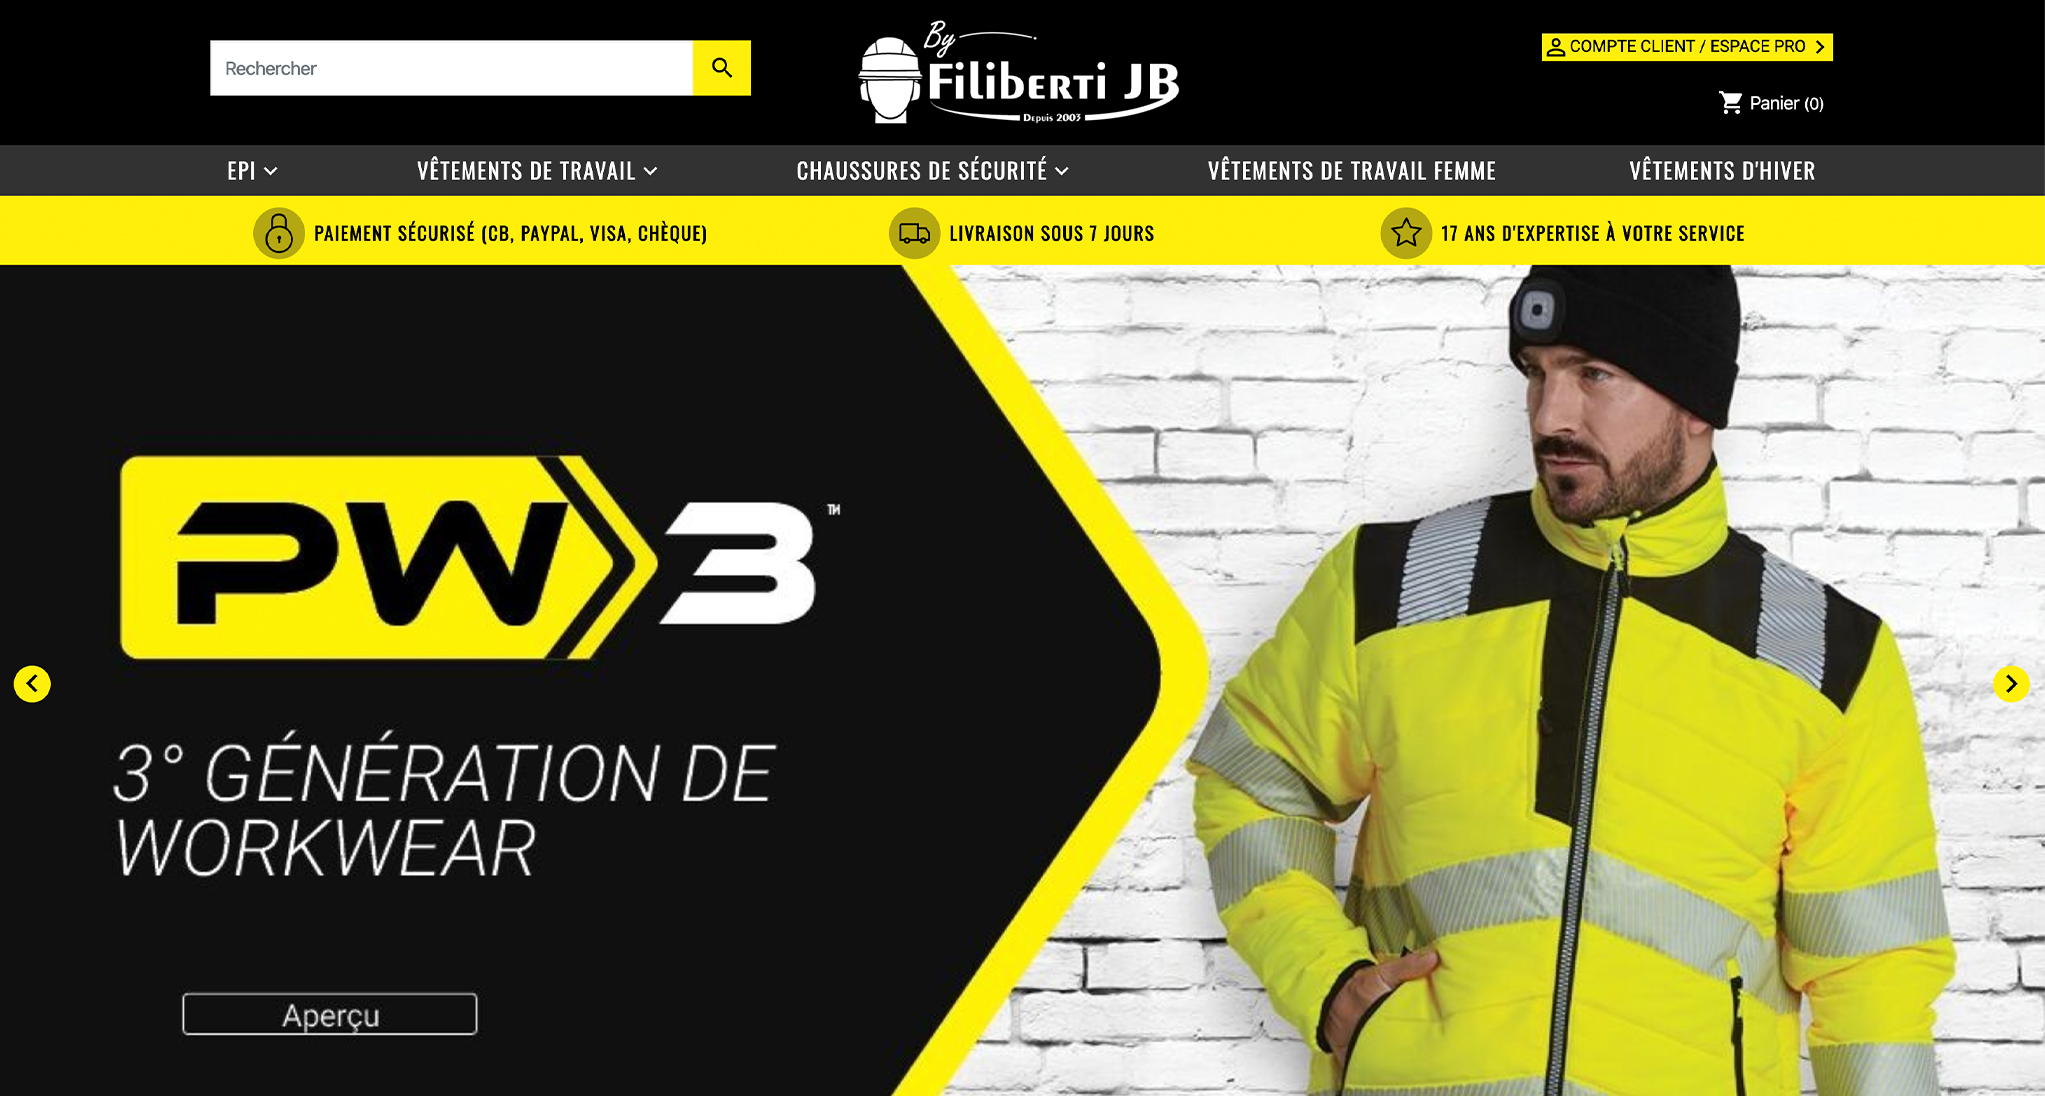 Rechercher
By
Filiberti JB
Depuis 2003
COMPTE CLIENT / ESPACE PRO
Panier (0)
EPI
VÊTEMENTS DE TRAVAIL
CHAUSSURES DE SÉCURITÉ
VÊTEMENTS DE TRAVAIL FEMME
VÊTEMENTS D'HIVER
PAIEMENT SÉCURISÉ (CB, PAYPAL, VISA, CHÈQUE)
LIVRAISON SOUS 7 JOURS
17 ANS D'EXPERTISE À VOTRE SERVICE
PW3™
3° GÉNÉRATION DE
WORKWEAR
Aperçu